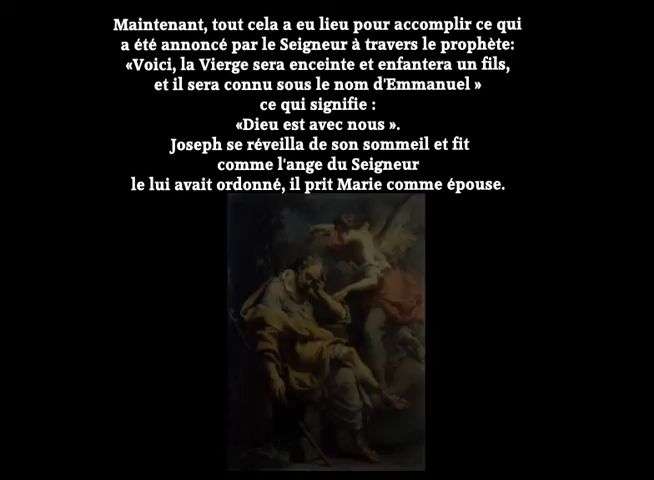 Maintenant, tout cela a eu lieu pour accomplir ce qui
a été annoncé par le Seigneur à travers le prophète:
«Voici, la Vierge sera enceinte et enfantera un fils,
et il sera connu sous le nom d'Emmanuel »
ce qui signifie :
«Dieu est avec nous ».
Joseph se réveilla de son sommeil et fit
comme l'ange du Seigneur
le lui avait ordonné, il prit Marie comme épouse.